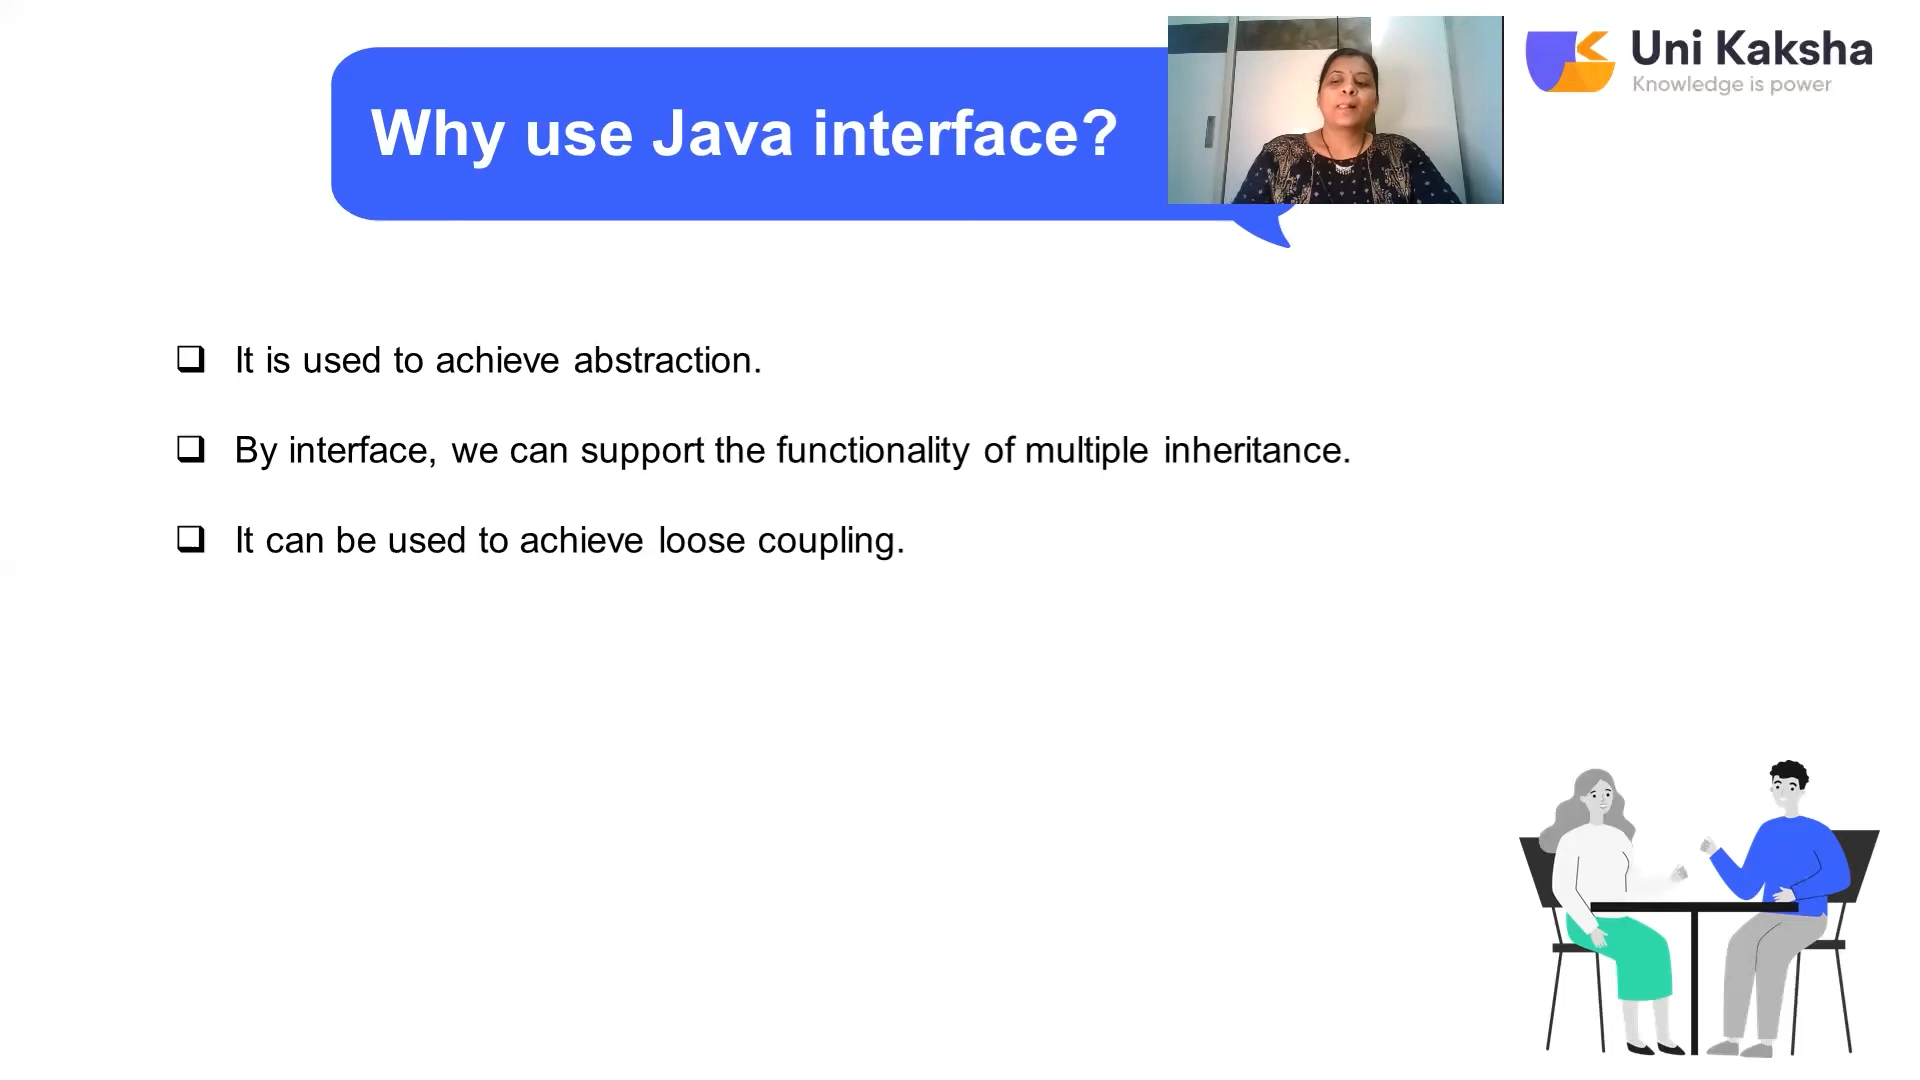 Why use Java interface?
Uni Kaksha
Knowledge is power
It is used to achieve abstraction.
By interface, we can support the functionality of multiple inheritance.
It can be used to achieve loose coupling.